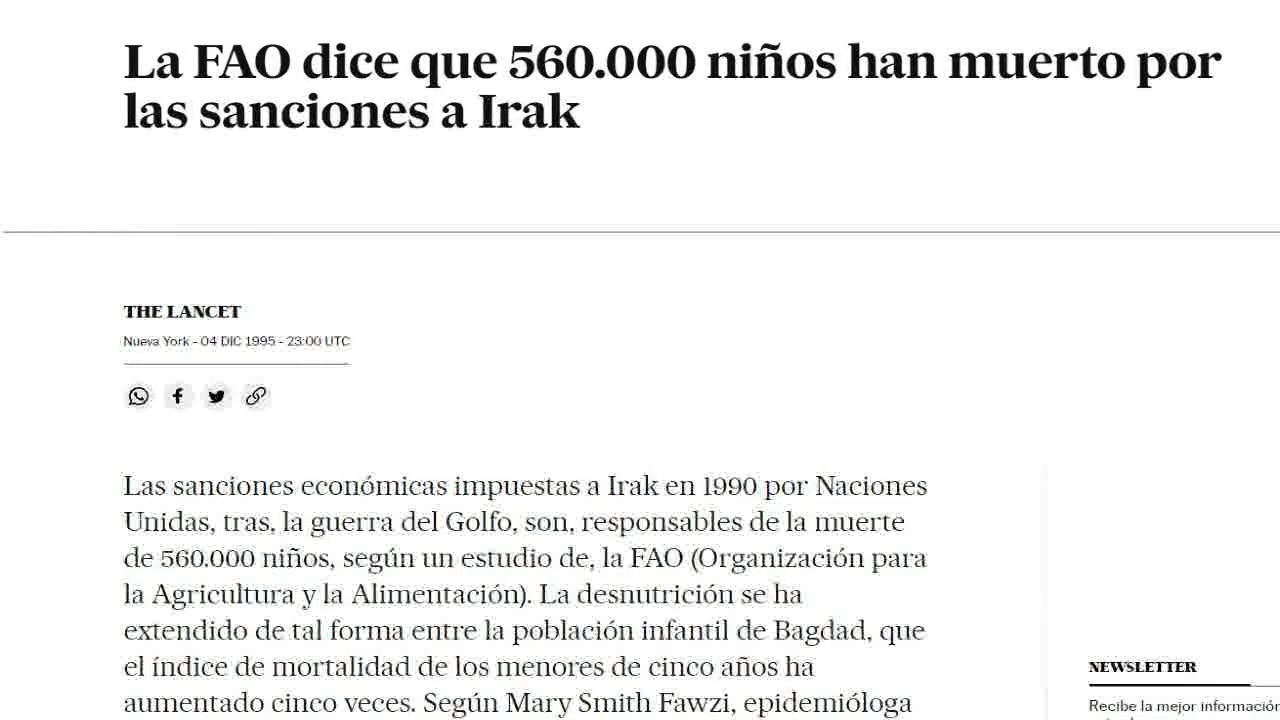 La FAO dice que 560.000 niños han muerto por
las sanciones a Irak
THE LANCET
Nueva York - 04 DIC 1995 - 23:00 UTC
Las sanciones económicas impuestas a Irak en 1990 por Naciones
Unidas, tras, la guerra del Golfo, son, responsables de la muerte
de 560.000 niños, según un estudio de, la FAO (Organización para
la Agricultura y la Alimentación). La desnutrición se ha
extendido de tal forma entre la población infantil de Bagdad, que
el índice de mortalidad de los menores de cinco años ha
aumentado cinco veces. Según Mary Smith Fawzi, epidemióloga
NEWSLETTER
Recibe la mejor información